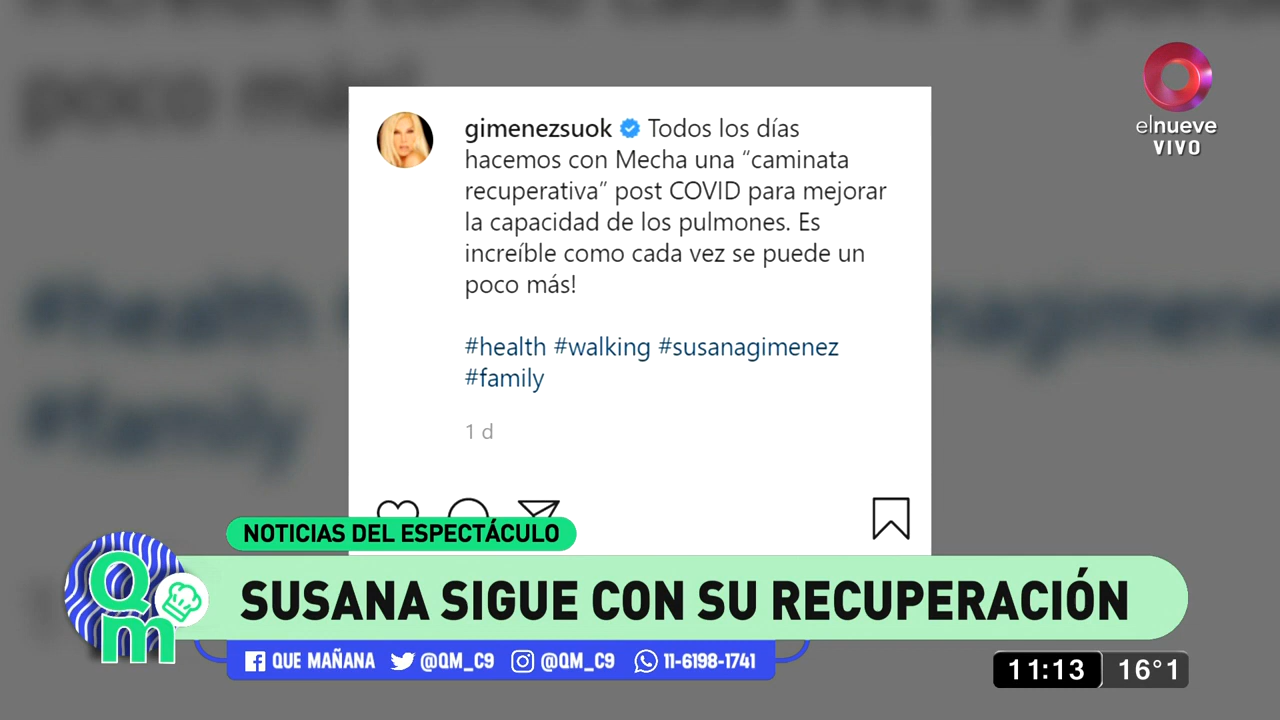 elnueve
VIVO
gimenezsuok Todos los días
hacemos con Mecha una “caminata
recuperativa” post COVID para mejorar
la capacidad de los pulmones. Es
increíble como cada vez se puede un
poco más!
#health #walking #susanagimenez
#family
1 d
NOTICIAS DEL ESPECTÁCULO
Qm
SUSANA SIGUE CON SU RECUPERACIÓN
QUE MAÑANA @QM_C9 @QM_C9 11-6198-1741
11:13 16°1